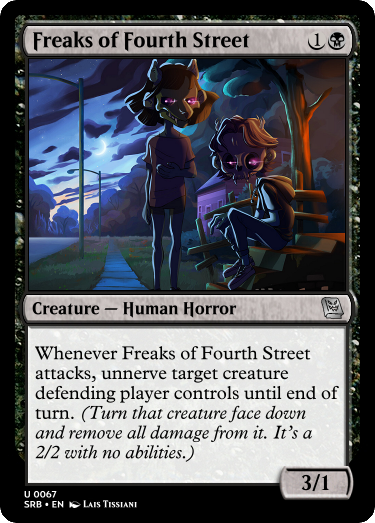 Freaks of Fourth Street 1
Creature — Human Horror
Whenever Freaks of Fourth Street
attacks, unnerve target creature
defending player controls until end of
turn. (Turn that creature face down
and remove all damage from it. It's a
2/2 with no abilities.)
3/1
U 0067
SRB • EN Lais Tissiani